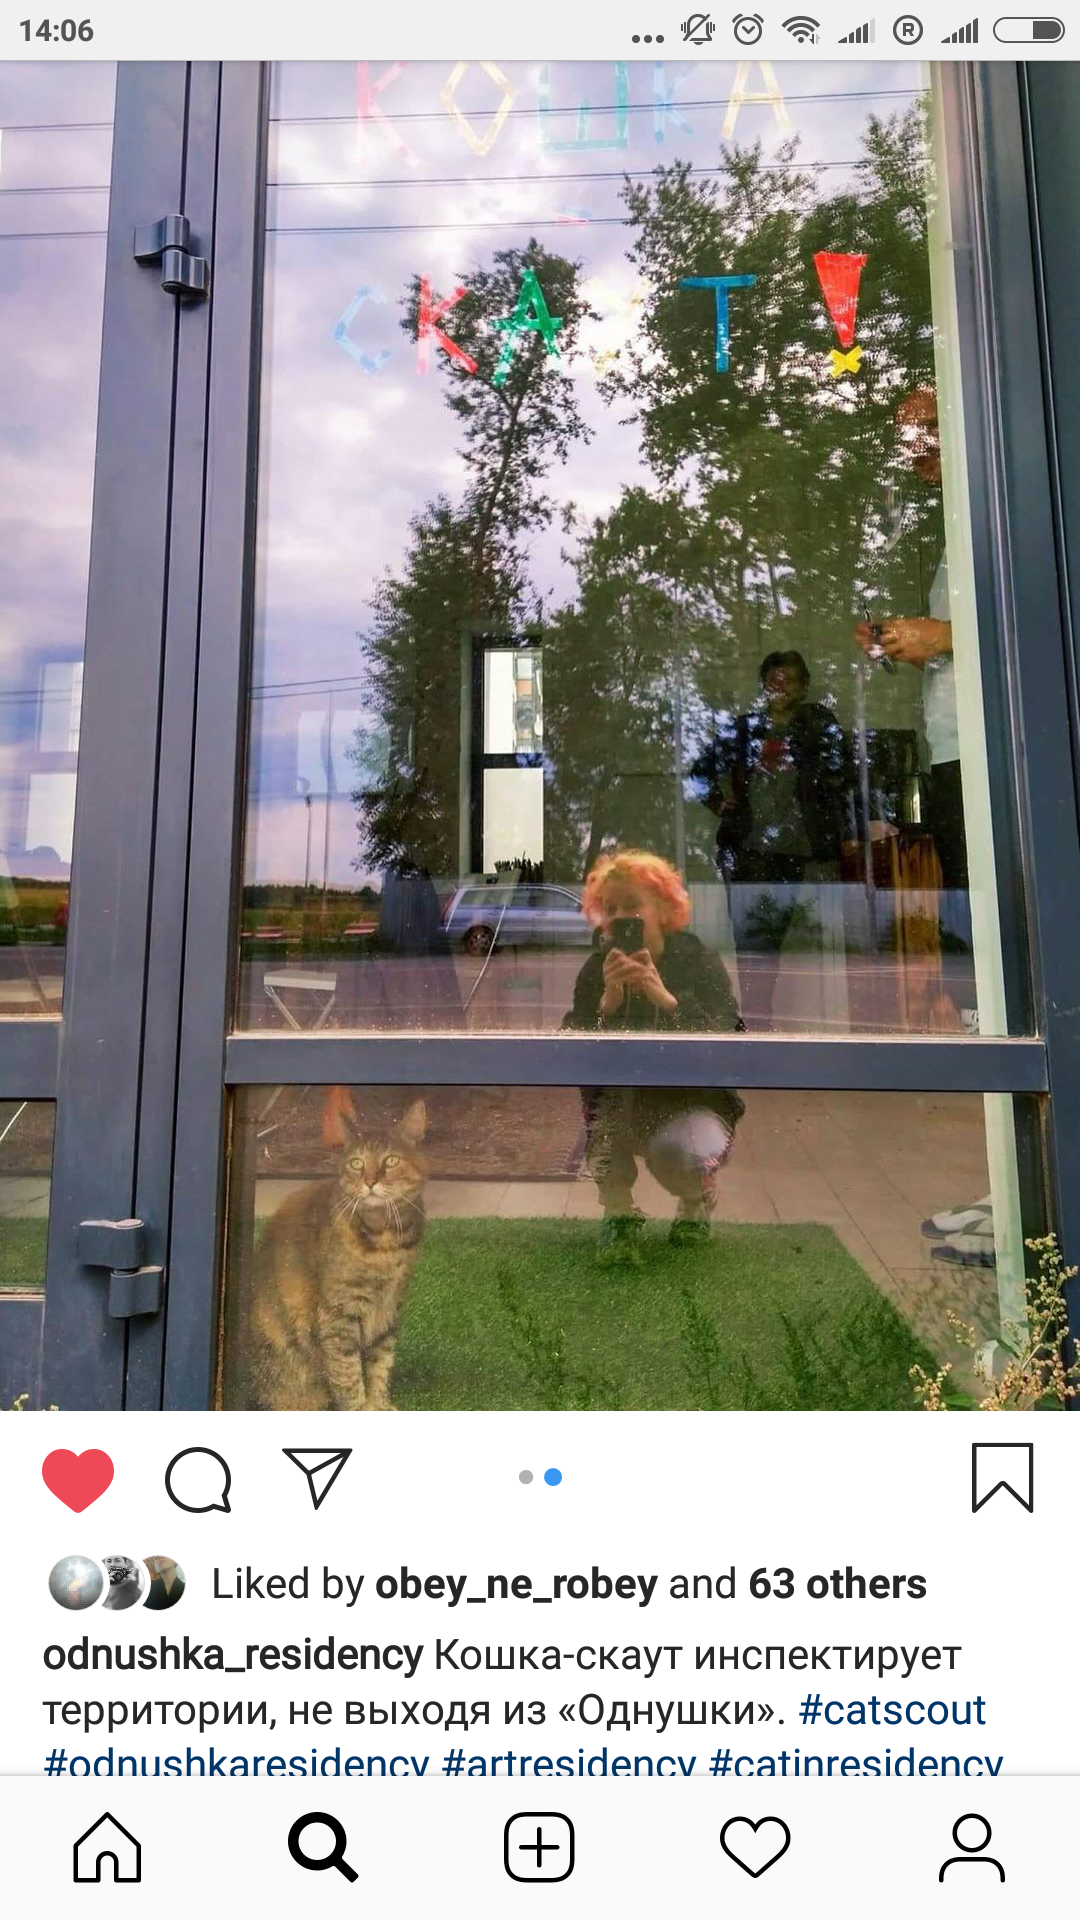 14:06
КОШКА
СКАУТ!
Liked by obey_ne_robey and 63 others
odnushka_residency Кошка-скаут инспектирует
территории, не выходя из «Однушки». #catscout
#odnushkaresidency #artresidency #catinresidency